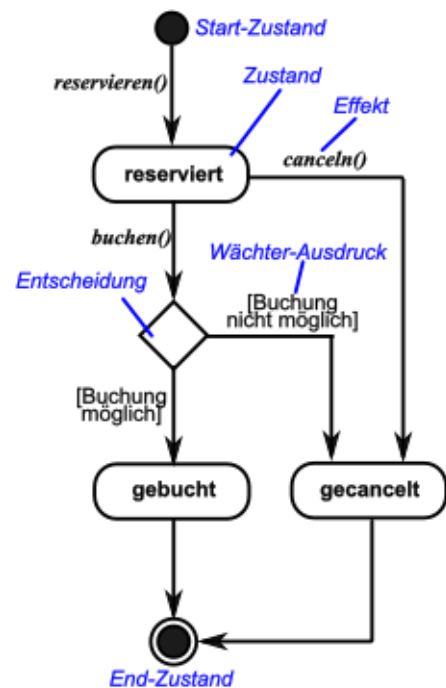 Start-Zustand
reservieren()
Zustand
Effekt
reserviert
canceln()
buchen()
Wächter-Ausdruck
Entscheidung
[Buchung
nicht möglich]
[Buchung
möglich]
gebucht
gecancelt
End-Zustand